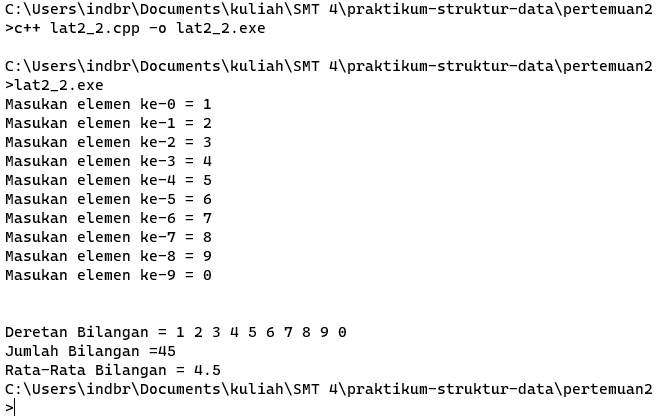 C:\Users\indbr\Documents\kuliah\SMT 4\praktikum-struktur-data\pertemuan2
>c++ lat2_2.cpp -o lat2_2.exe
C:\Users\indbr\Documents\kuliah\SMT 4\praktikum-struktur-data\pertemuan2
>lat2_2.exe
Masukan elemen ke-0 = 1
Masukan elemen ke-1 = 2
Masukan elemen ke-2 = 3
Masukan elemen ke-3 = 4
Masukan elemen ke-4 = 5
Masukan elemen ke-5 = 6
Masukan elemen ke-6 = 7
Masukan elemen ke-7 = 8
Masukan elemen ke-8 = 9
Masukan elemen ke-9 = 0
Deretan Bilangan = 1 2 3 4 5 6 7 8 9 0
Jumlah Bilangan =45
Rata-Rata Bilangan = 4.5
C:\Users\indbr\Documents\kuliah\SMT 4\praktikum-struktur-data\pertemuan2
>